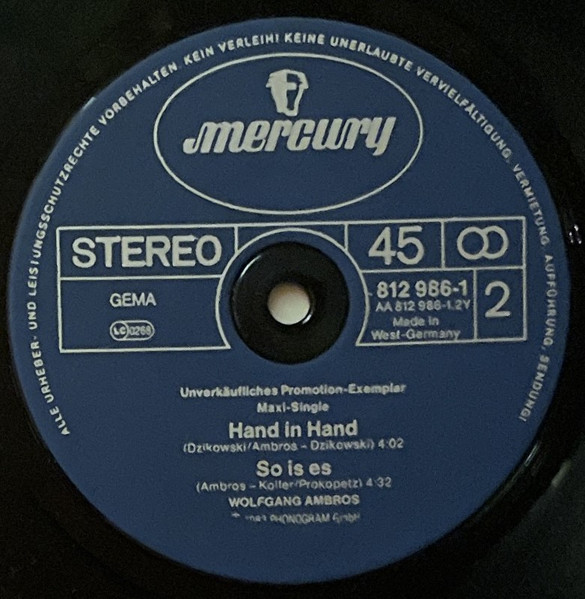 ALLE URHEBER- UND LEISTUNGSSCHUTZRECHTE VORBEHALTEN. KEIN VERLEIH! KEINE UNERLAUBTE VERVIELFÄLTIGUNG, VERMIETUNG, AUFFÜHRUNG, SENDUNG!
mercury
STEREO
45
GEMA
LC 0268
812 986-1
AA 812 986-1.2Y
Made in
West-Germany
2
Unverkäufliches Promotion-Exemplar
Maxi-Single
Hand in Hand
(Dzikowski/Ambros - Dzikowski) 4:02
So is es
(Ambros - Koller/Prokopetz) 4:32
WOLFGANG AMBROS
PHONOGRAM GmbH